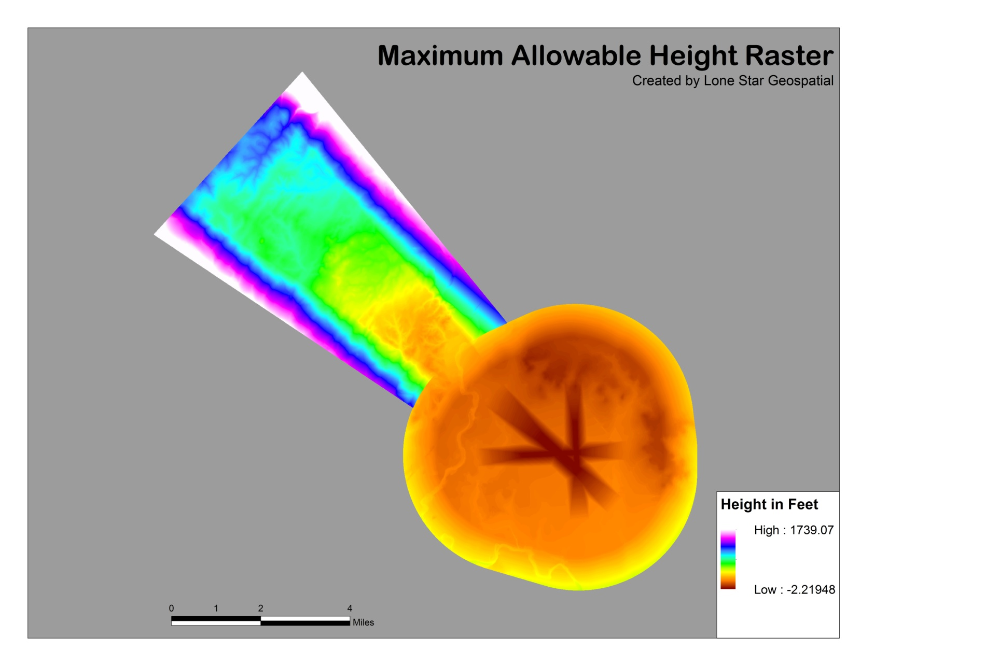 Maximum Allowable Height Raster
Created by Lone Star Geospatial
Height in Feet
High : 1739.07
Low : -2.21948
0 1 2 4
Miles